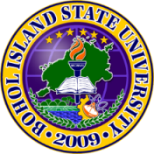 BOHOL ISLAND STATE UNIVERSITY
• 2009 •